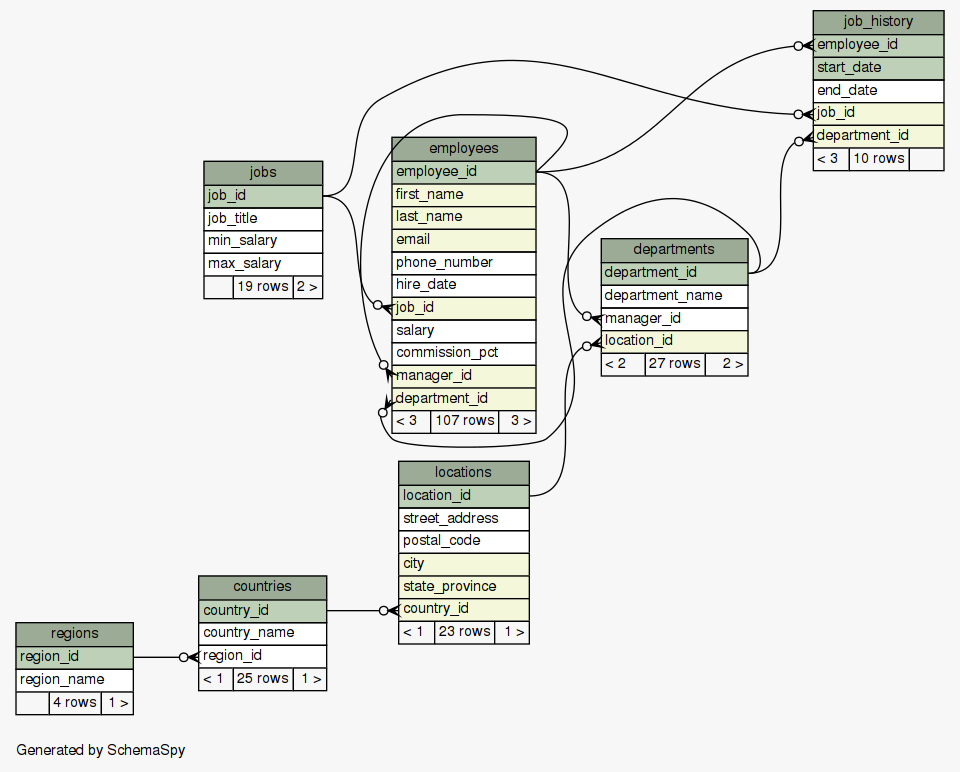 job_history
employee_id
start_date
end_date
job_id
department_id
< 3 10 rows
employees
employee_id
first_name
last_name
email
phone_number
hire_date
job_id
salary
commission_pct
manager_id
department_id
< 3 107 rows 3 >
jobs
job_id
job_title
min_salary
max_salary
19 rows 2 >
departments
department_id
department_name
manager_id
location_id
< 2 27 rows 2 >
locations
location_id
street_address
postal_code
city
state_province
country_id
< 1 23 rows 1 >
countries
country_id
country_name
region_id
< 1 25 rows 1 >
regions
region_id
region_name
4 rows 1 >
Generated by SchemaSpy